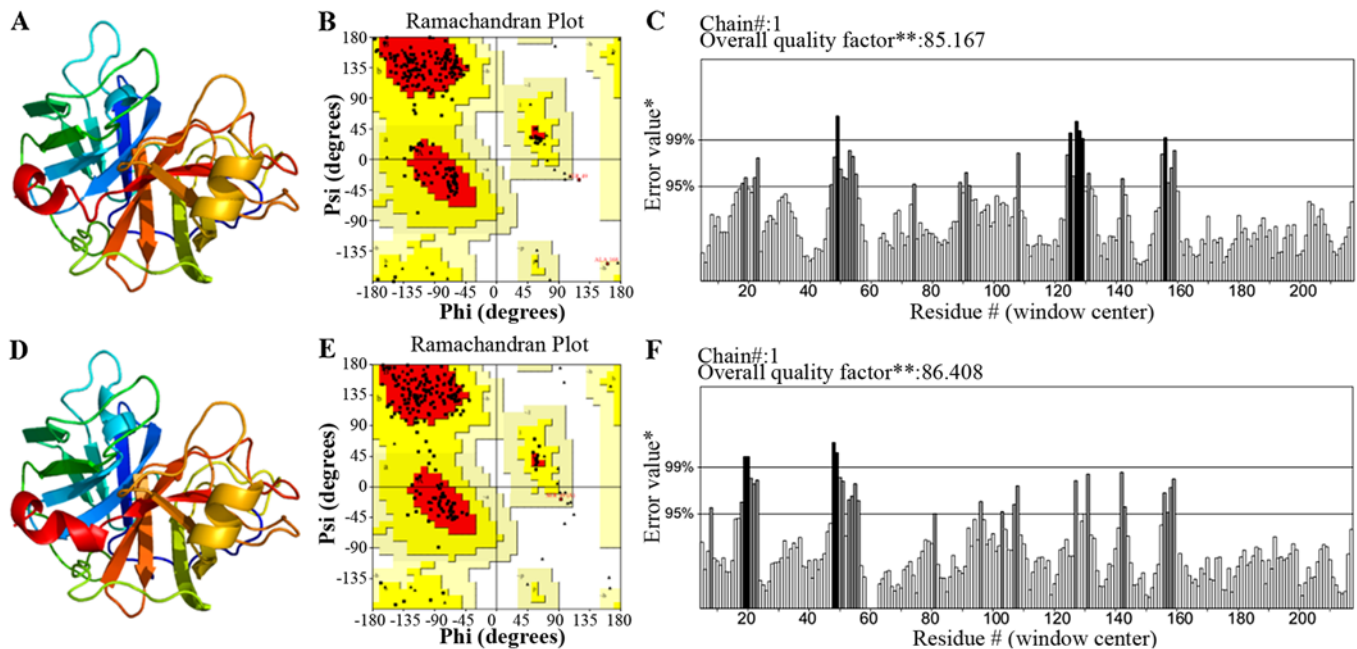 A
B
Ramachandran Plot
180
135
90
45
0
-45
-90
-135
Psi (degrees)
-180 -135 -90 -45 0 45 90 135 180
Phi (degrees)
C
Chain#:1
Overall quality factor**:85.167
Error value*
99%
95%
20 40 60 80 100 120 140 160 180 200
Residue # (window center)
D
E
Ramachandran Plot
180
135
90
45
0
-45
-90
-135
Psi (degrees)
-180 -135 -90 -45 0 45 90 135 180
Phi (degrees)
F
Chain#:1
Overall quality factor**:86.408
Error value*
99%
95%
20 40 60 80 100 120 140 160 180 200
Residue # (window center)